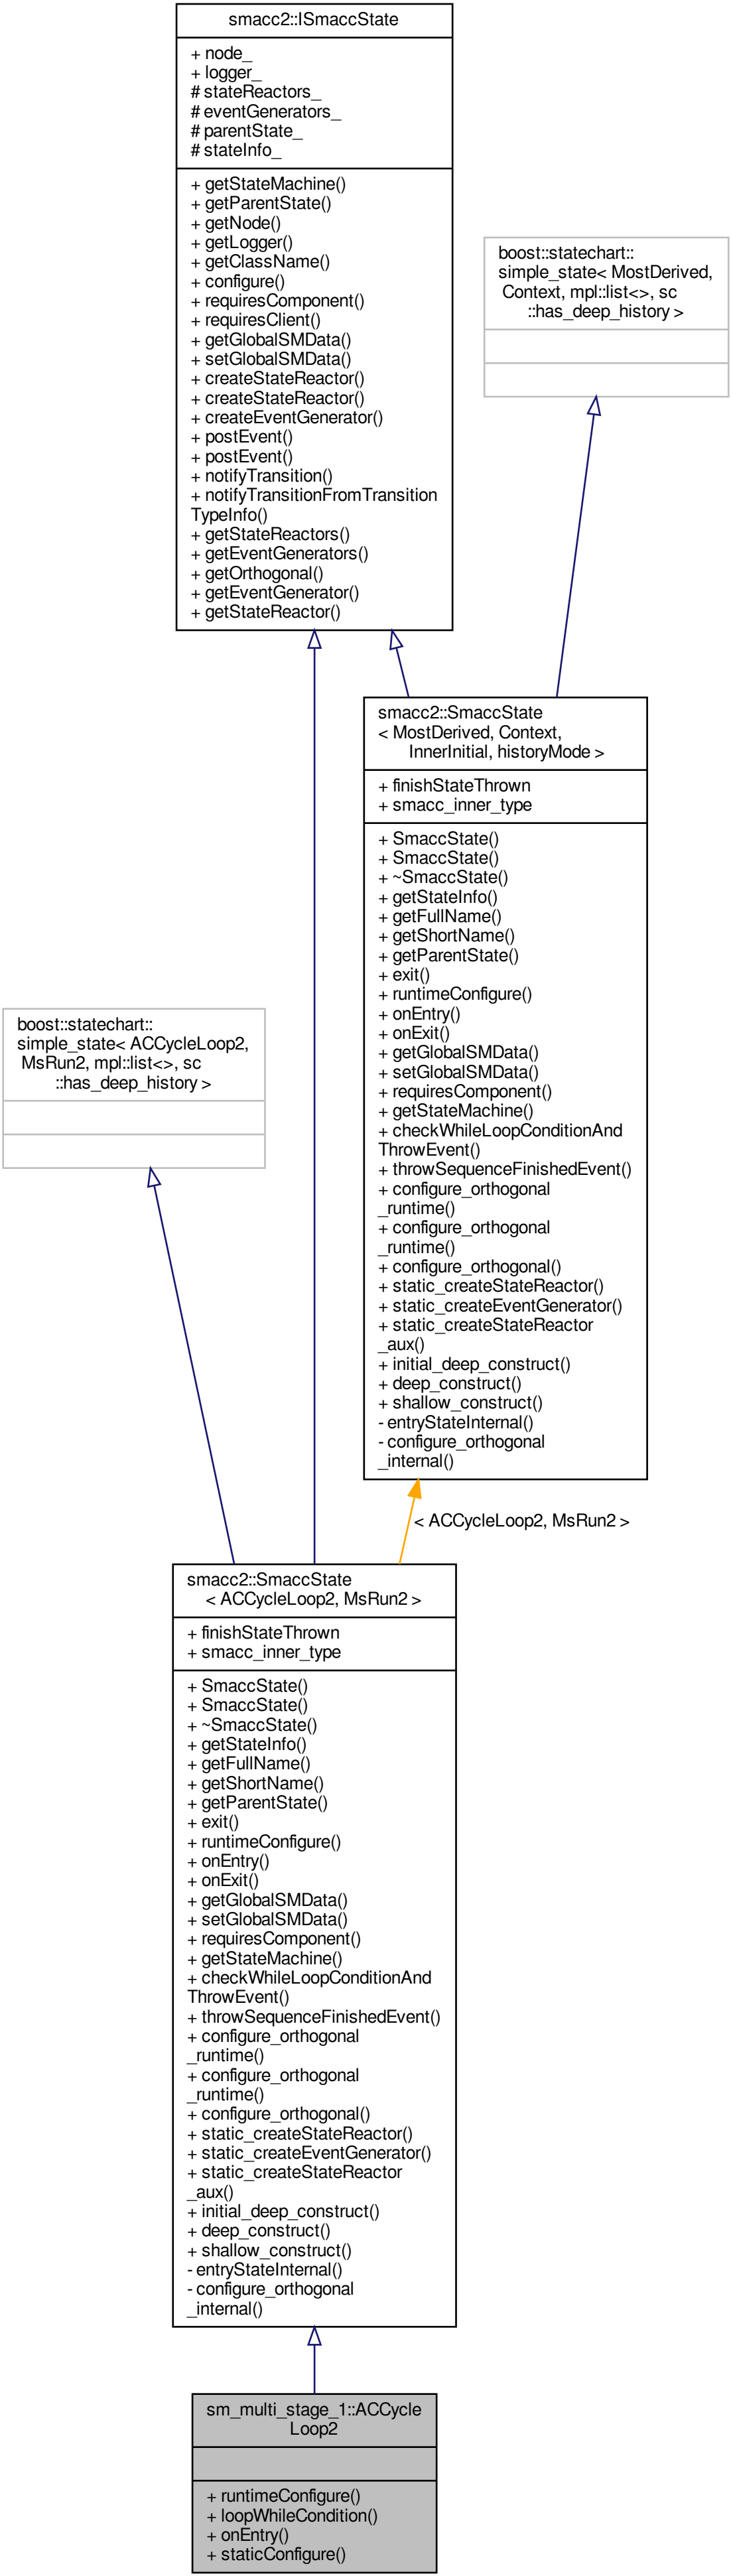 smacc2::ISmaccState
+ node_
+ logger_
# stateReactors_
# eventGenerators_
# parentState_
# stateInfo_
+ getStateMachine()
+ getParentState()
+ getNode()
+ getLogger()
+ getClassName()
+ configure()
+ requiresComponent()
+ requiresClient()
+ getGlobalSMData()
+ setGlobalSMData()
+ createStateReactor()
+ createStateReactor()
+ createEventGenerator()
+ postEvent()
+ postEvent()
+ notifyTransition()
+ notifyTransitionFromTransition
TypeInfo()
+ getStateReactors()
+ getEventGenerators()
+ getOrthogonal()
+ getEventGenerator()
+ getStateReactor()
boost::statechart::
simple_state< MostDerived,
Context, mpl::list<>, sc
::has_deep_history >
smacc2::SmaccState
< MostDerived, Context,
InnerInitial, historyMode >
+ finishStateThrown
+ smacc_inner_type
+ SmaccState()
+ SmaccState()
+ ~SmaccState()
+ getStateInfo()
+ getFullName()
+ getShortName()
+ getParentState()
+ exit()
+ runtimeConfigure()
+ onEntry()
+ onExit()
+ getGlobalSMData()
+ setGlobalSMData()
+ requiresComponent()
+ getStateMachine()
+ checkWhileLoopConditionAnd
ThrowEvent()
+ throwSequenceFinishedEvent()
+ configure_orthogonal
_runtime()
+ configure_orthogonal
_runtime()
+ configure_orthogonal()
+ static_createStateReactor()
+ static_createEventGenerator()
+ static_createStateReactor
_aux()
+ initial_deep_construct()
+ deep_construct()
+ shallow_construct()
- entryStateInternal()
- configure_orthogonal
_internal()
boost::statechart::
simple_state< ACCycleLoop2,
MsRun2, mpl::list<>, sc
::has_deep_history >
< ACCycleLoop2, MsRun2 >
smacc2::SmaccState
< ACCycleLoop2, MsRun2 >
+ finishStateThrown
+ smacc_inner_type
+ SmaccState()
+ SmaccState()
+ ~SmaccState()
+ getStateInfo()
+ getFullName()
+ getShortName()
+ getParentState()
+ exit()
+ runtimeConfigure()
+ onEntry()
+ onExit()
+ getGlobalSMData()
+ setGlobalSMData()
+ requiresComponent()
+ getStateMachine()
+ checkWhileLoopConditionAnd
ThrowEvent()
+ throwSequenceFinishedEvent()
+ configure_orthogonal
_runtime()
+ configure_orthogonal
_runtime()
+ configure_orthogonal()
+ static_createStateReactor()
+ static_createEventGenerator()
+ static_createStateReactor
_aux()
+ initial_deep_construct()
+ deep_construct()
+ shallow_construct()
- entryStateInternal()
- configure_orthogonal
_internal()
sm_multi_stage_1::ACCycle
Loop2
+ runtimeConfigure()
+ loopWhileCondition()
+ onEntry()
+ staticConfigure()